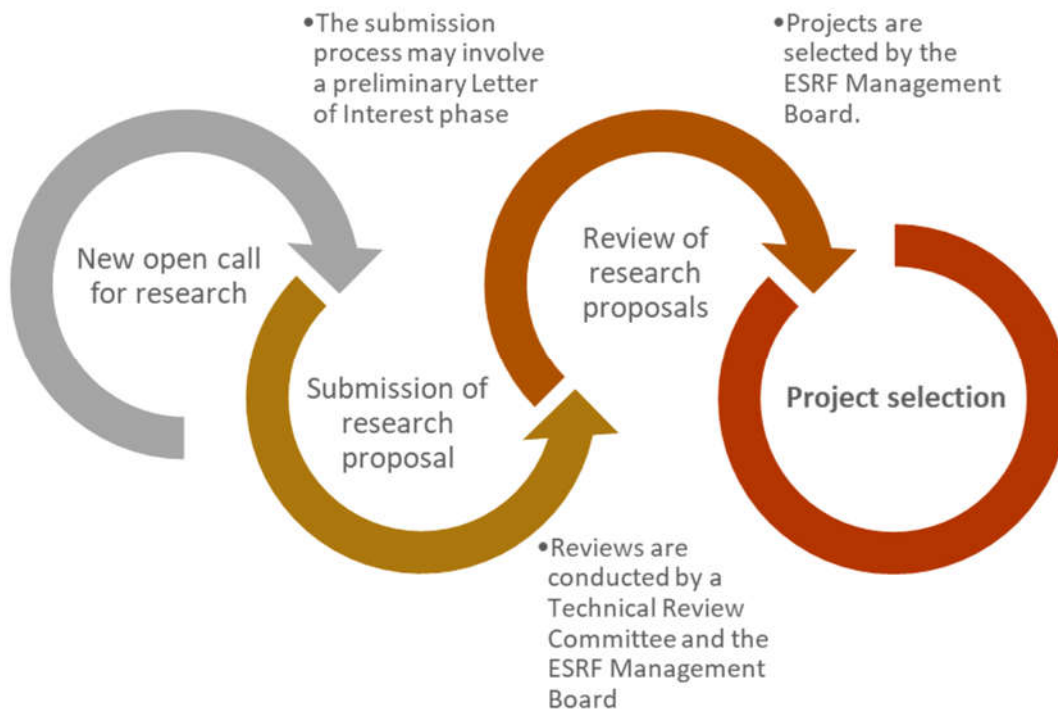 •The submission
process may involve
a preliminary Letter
of Interest phase
•Projects are
selected by the
ESRF Management
Board.
New open call
for research
Submission of
research
proposal
Review of
research
proposals
Project selection
•Reviews are
conducted by a
Technical Review
Committee and the
ESRF Management
Board